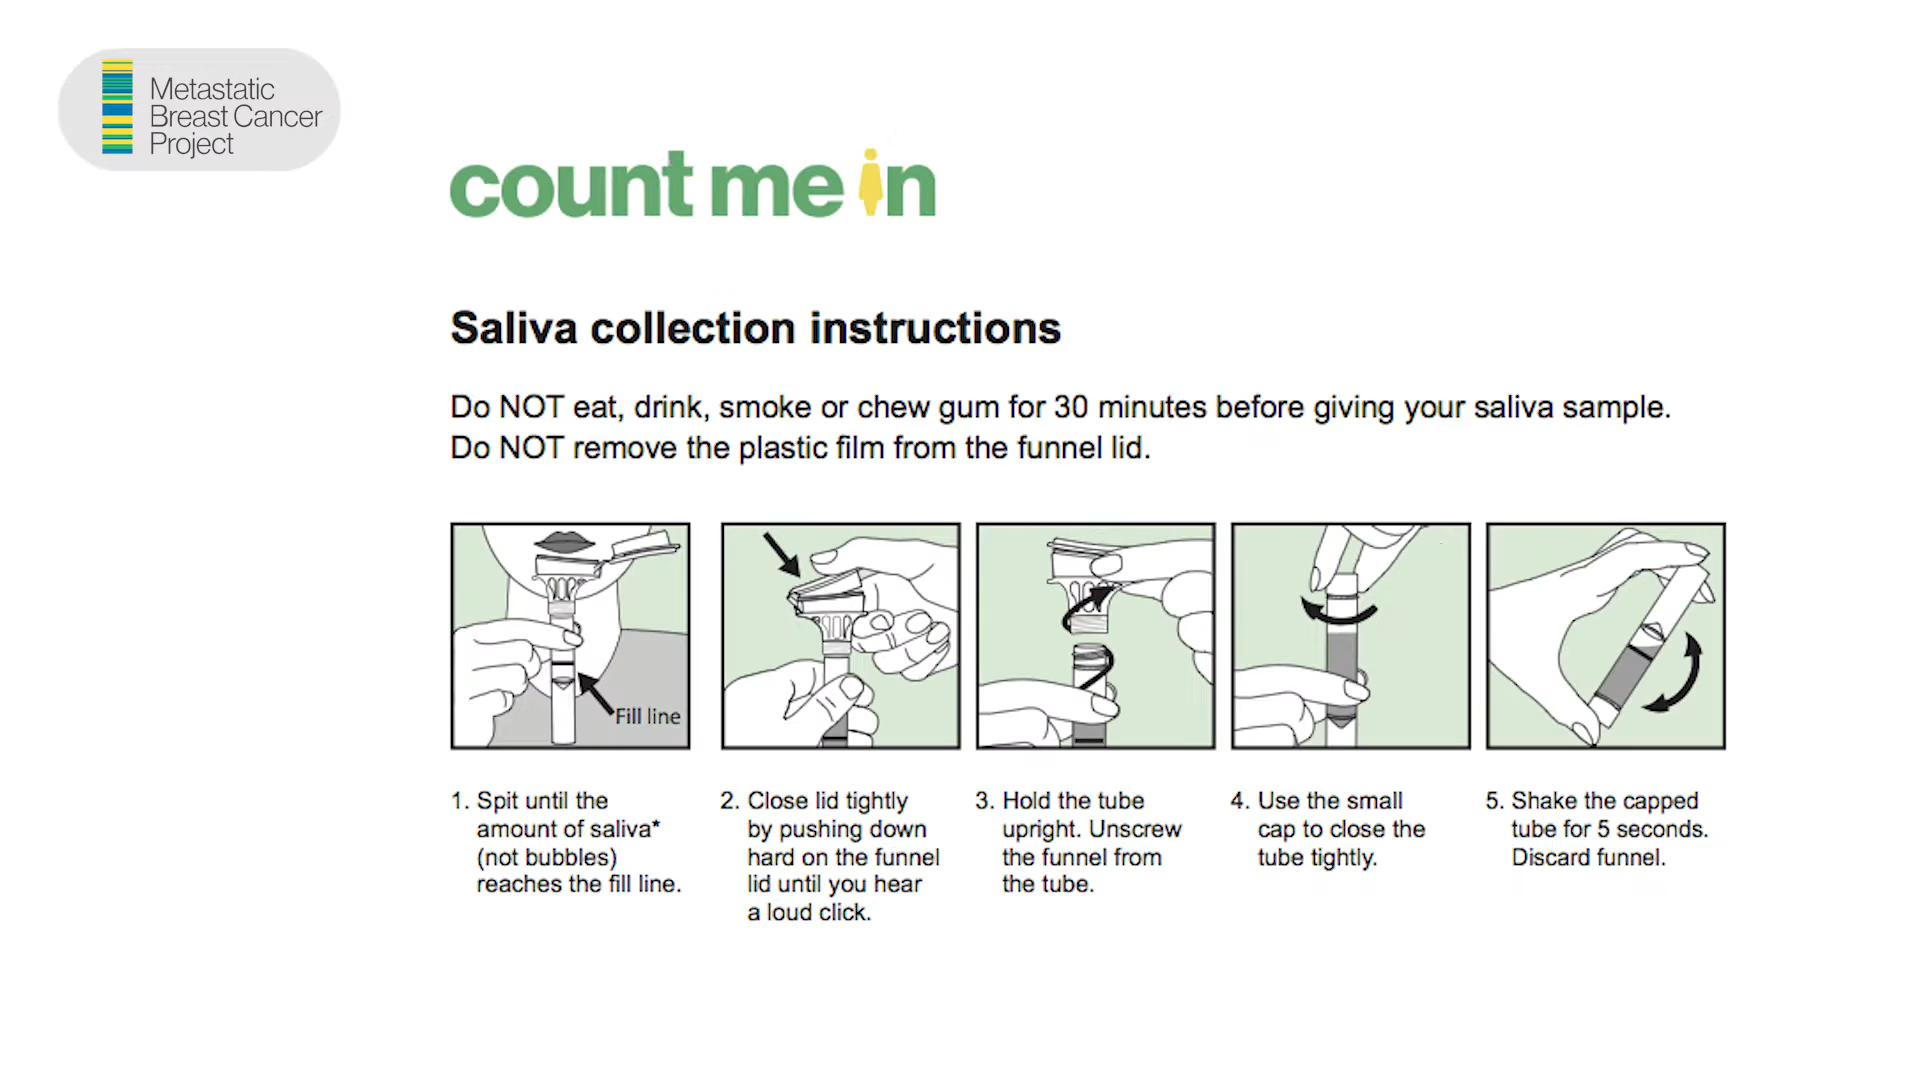 Metastatic
Breast Cancer
Project
count me in
Saliva collection instructions
Do NOT eat, drink, smoke or chew gum for 30 minutes before giving your saliva sample.
Do NOT remove the plastic film from the funnel lid.
Fill line
1. Spit until the
amount of saliva*
(not bubbles)
reaches the fill line.
2. Close lid tightly
by pushing down
hard on the funnel
lid until you hear
a loud click.
3. Hold the tube
upright. Unscrew
the funnel from
the tube.
4. Use the small
cap to close the
tube tightly.
5. Shake the capped
tube for 5 seconds.
Discard funnel.